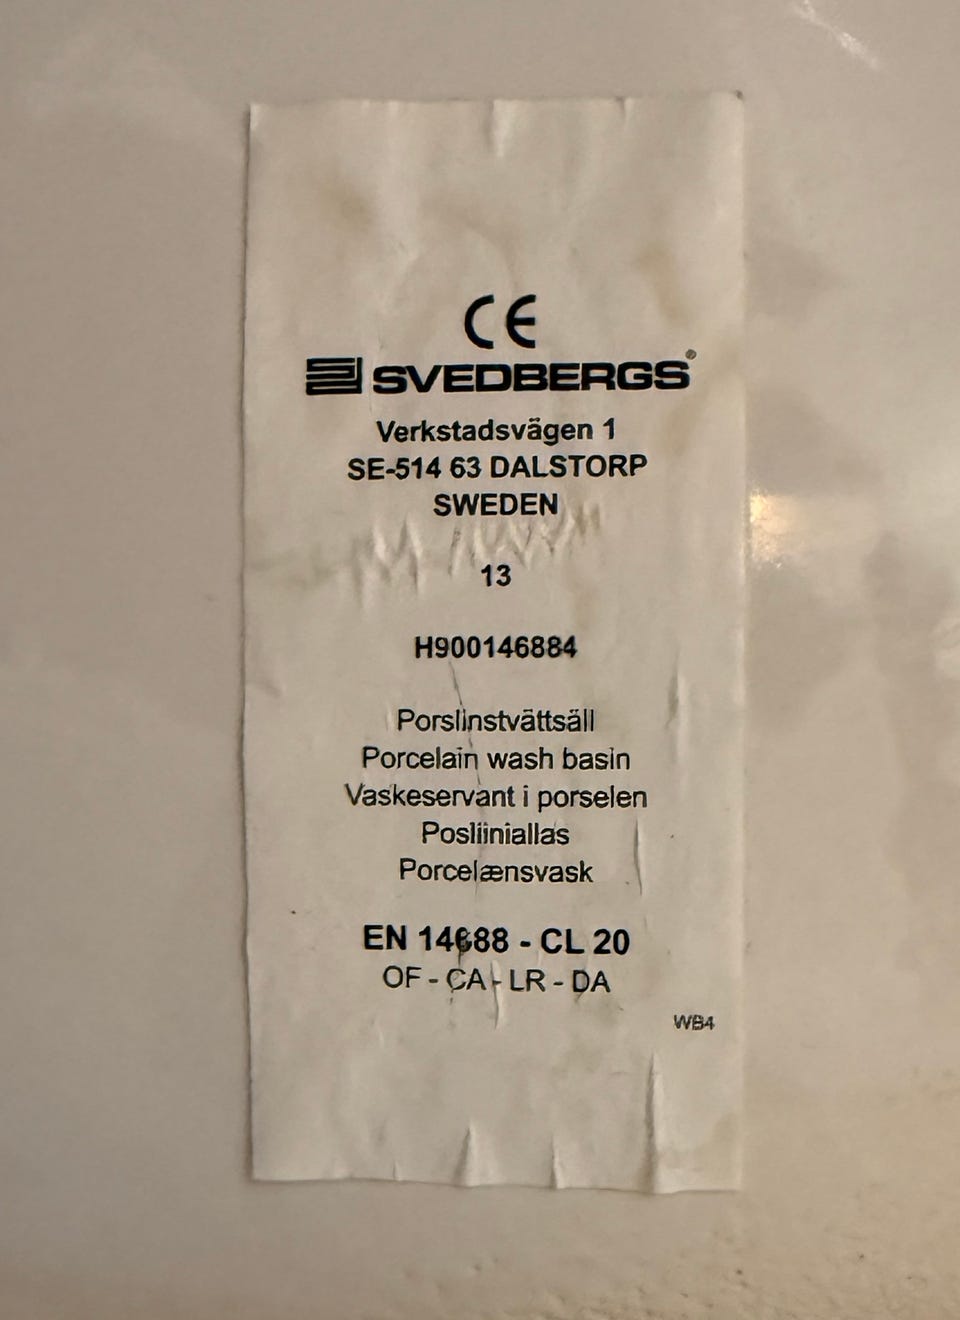 CE
SVEDBERGS®
Verkstadsvägen 1
SE-514 63 DALSTORP
SWEDEN
13
H900146884
Porslinstvättsäll
Porcelain wash basin
Vaskeservant i porselen
Posliiniallas
Porcelænsvask
EN 14688 - CL 20
OF - CA - LR - DA
WB4